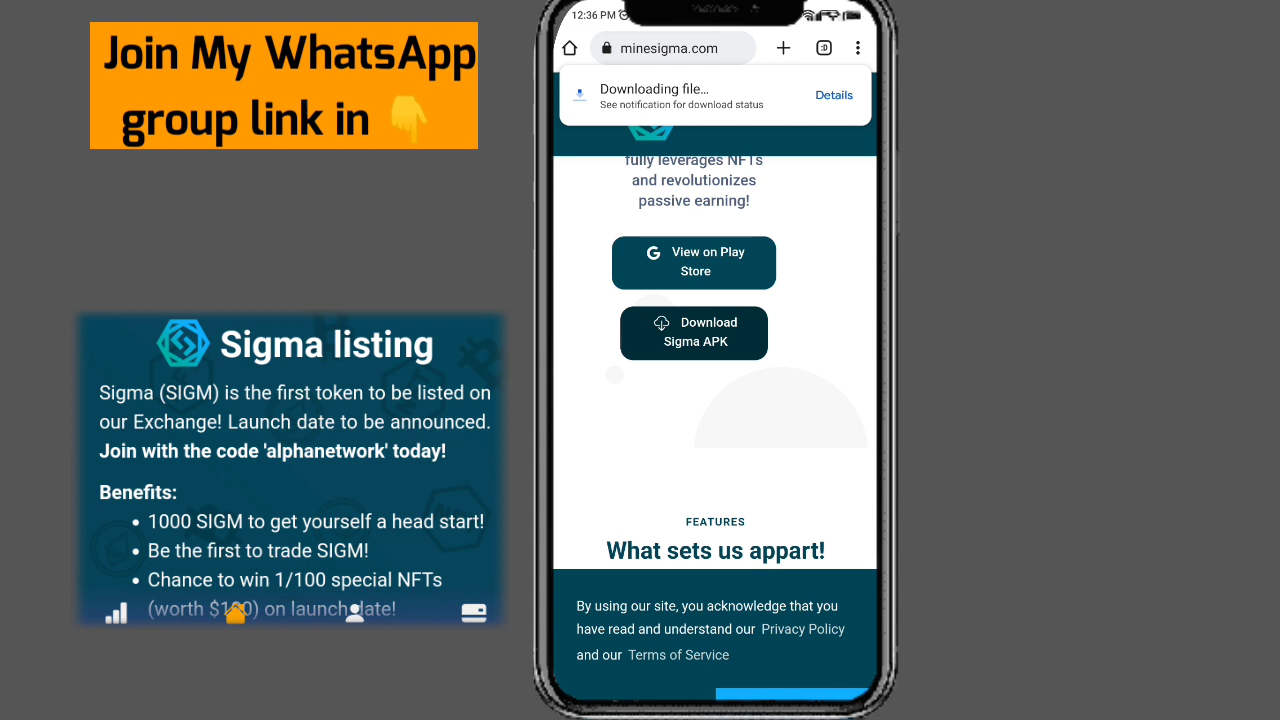 Join My WhatsApp
group link in 👇
Sigma listing
Sigma (SIGM) is the first token to be listed on
our Exchange! Launch date to be announced.
Join with the code 'alphanetwork' today!
Benefits:
• 1000 SIGM to get yourself a head start!
• Be the first to trade SIGM!
• Chance to win 1/100 special NFTs
(worth $100) on launch date!
12:36 PM
minesigma.com
:D
Downloading file...
See notification for download status
Details
fully leverages NFTs
and revolutionizes
passive earning!
View on Play
Store
Download
Sigma APK
FEATURES
What sets us appart!
By using our site, you acknowledge that you
have read and understand our Privacy Policy
and our Terms of Service